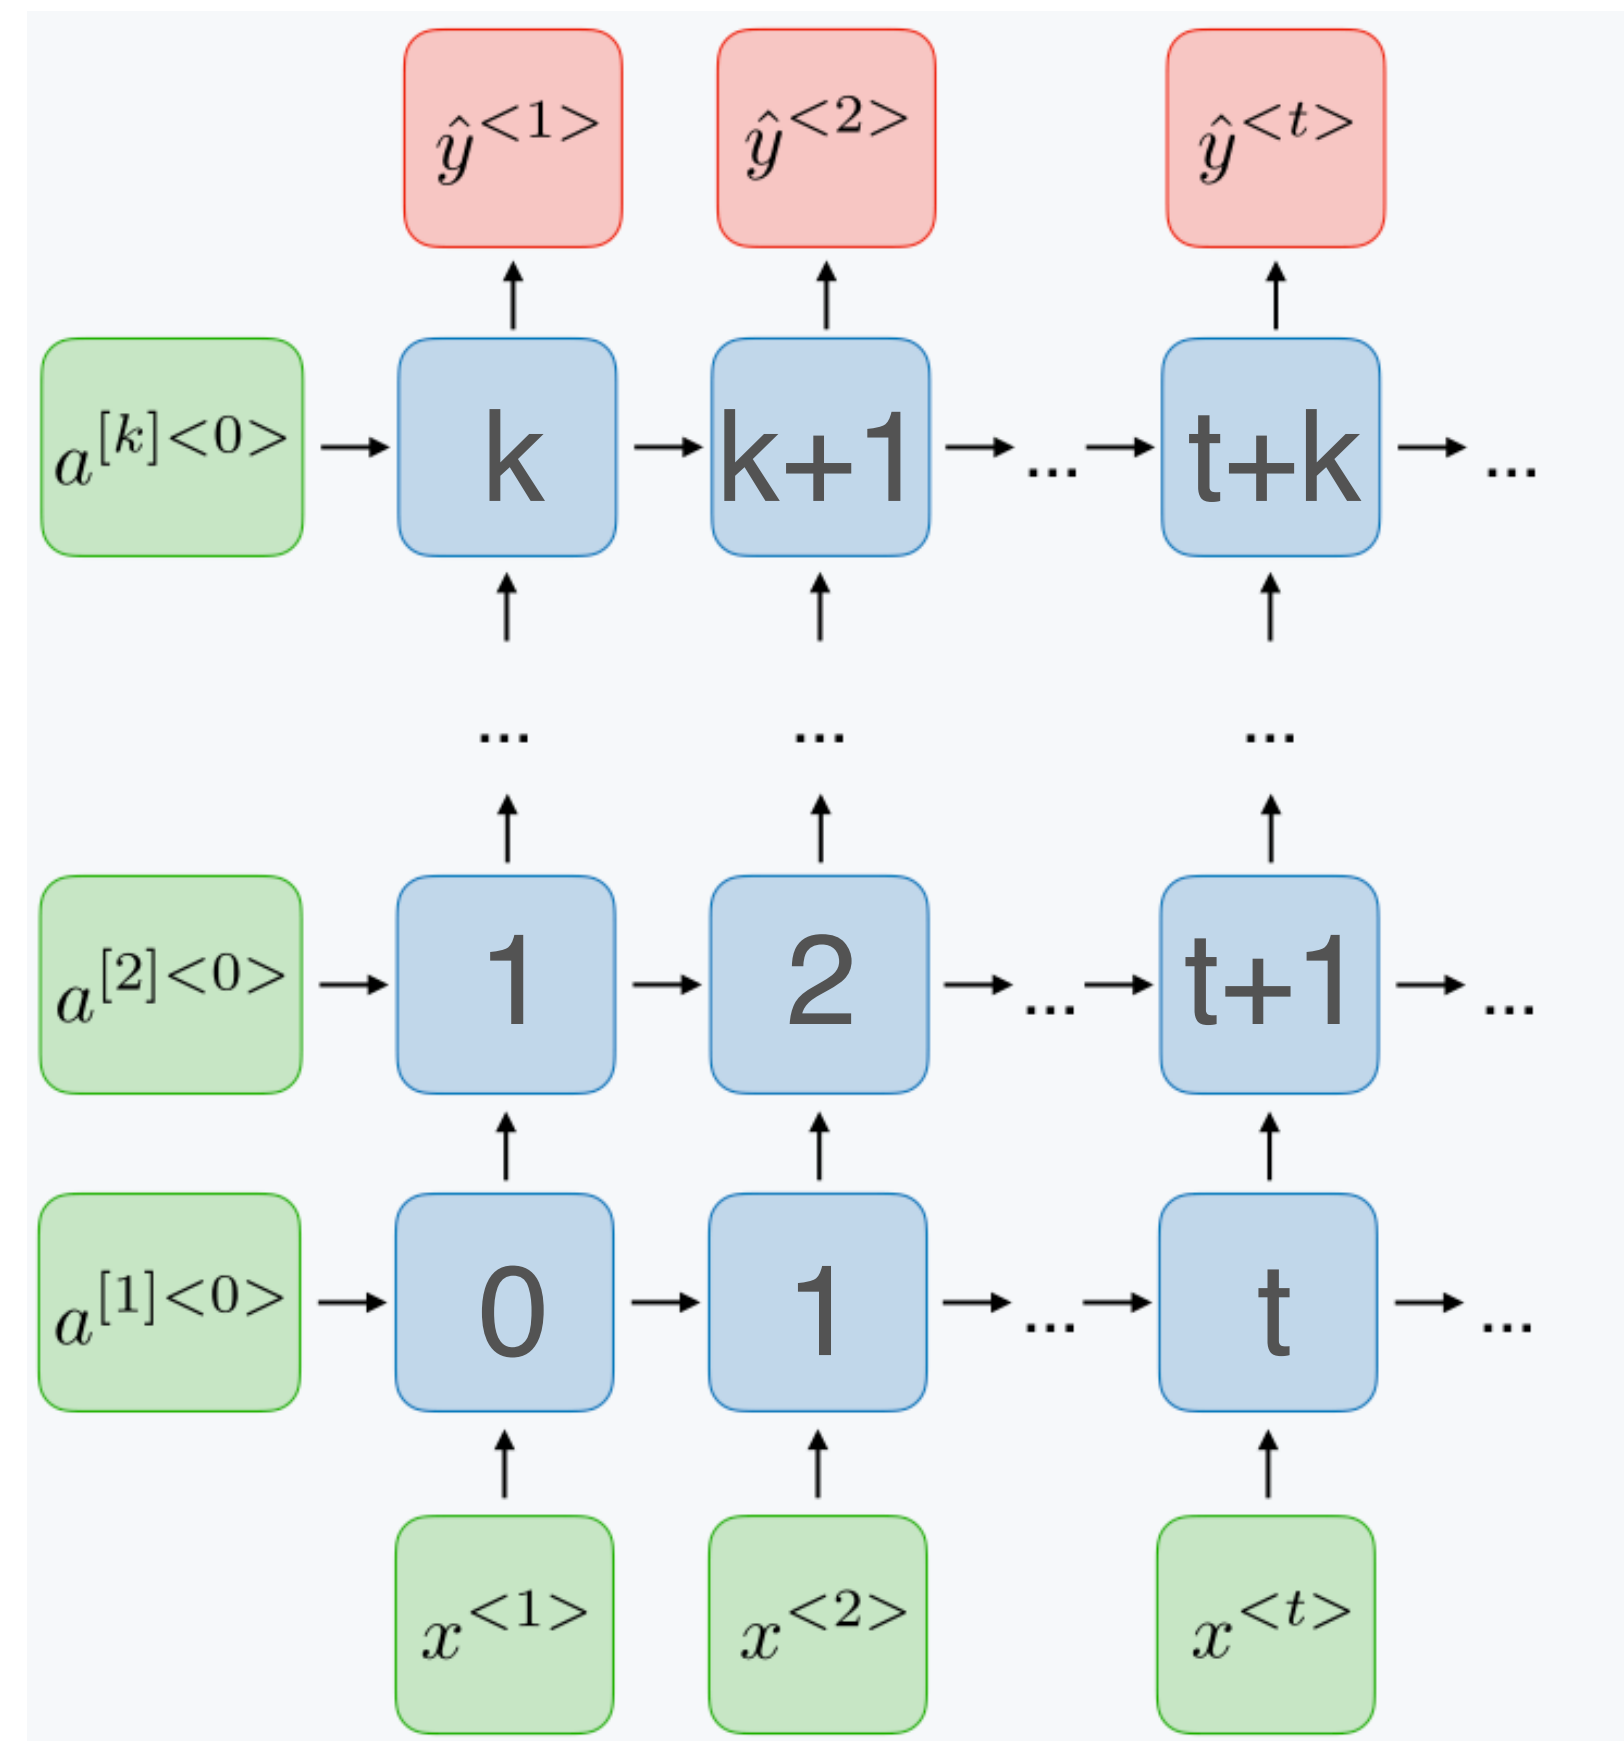 ŷ^{<1>} ŷ^{<2>} ŷ^{<t>}
a^{[k]<0>} k k+1 ... t+k ...
... ... ...
a^{[2]<0>} 1 2 ... t+1 ...
a^{[1]<0>} 0 1 ... t ...
x^{<1>} x^{<2>} x^{<t>}